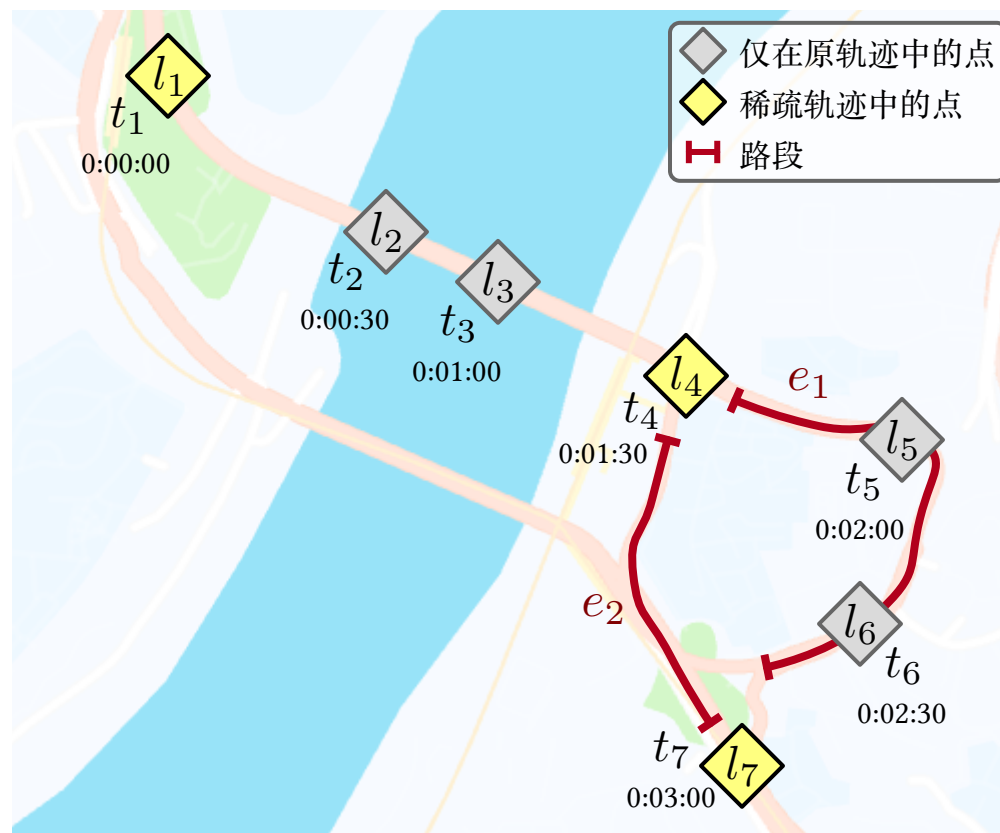 仅在原轨迹中的点
稀疏轨迹中的点
路段
l₁
t₁
0:00:00
l₂
t₂
0:00:30
l₃
t₃
0:01:00
l₄
t₄
0:01:30
e₁
l₅
t₅
0:02:00
e₂
l₆
t₆
0:02:30
l₇
t₇
0:03:00